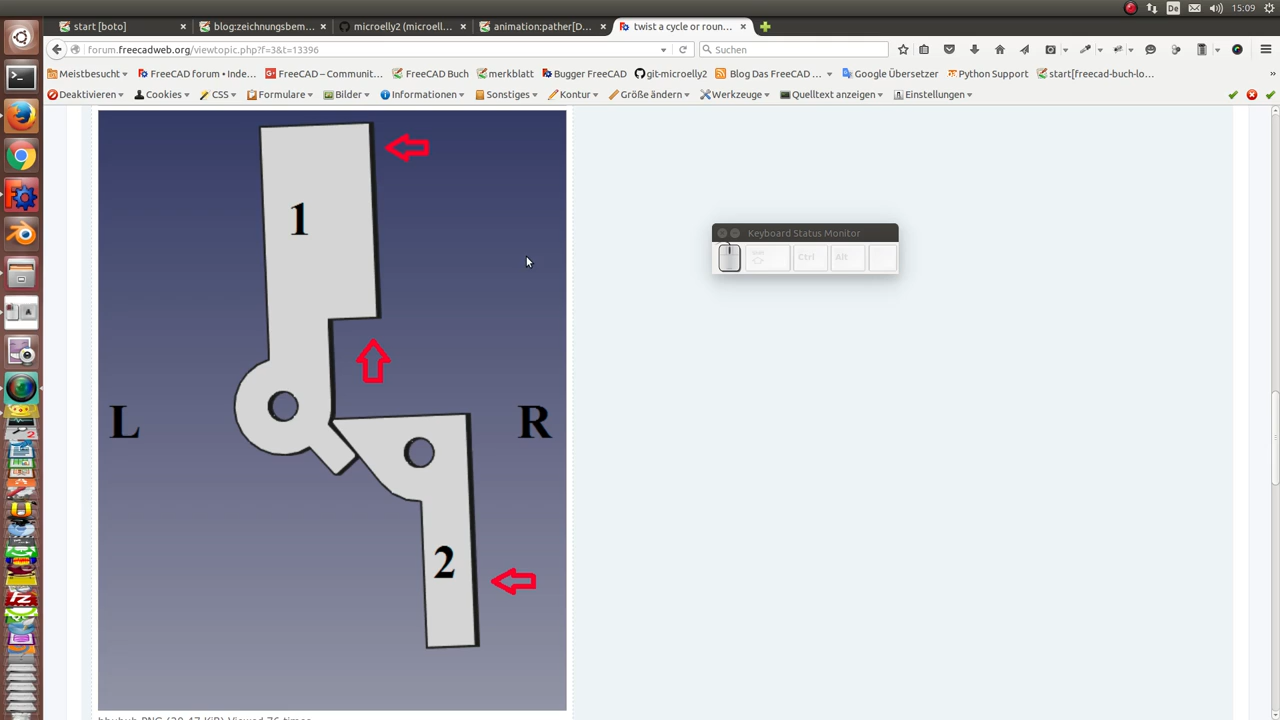 De
15:09
start [boto]
blog:zeichnungsbem...
microelly2 (microell...
animation:pather[D...
twist a cycle or roun...
forum.freecadweb.org/viewtopic.php?f=3&t=13396
Suchen
Meistbesucht
FreeCAD forum • Inde...
FreeCAD – Communit...
FreeCAD Buch
merkblatt
Bugger FreeCAD
git-microelly2
Blog Das FreeCAD ...
Google Übersetzer
Python Support
start[freecad-buch-lo...
»
Deaktivieren
Cookies
CSS
Formulare
Bilder
Informationen
Sonstiges
Kontur
Größe ändern
Werkzeuge
Quelltext anzeigen
Einstellungen
1
L
R
2
Keyboard Status Monitor
Ctrl
Alt